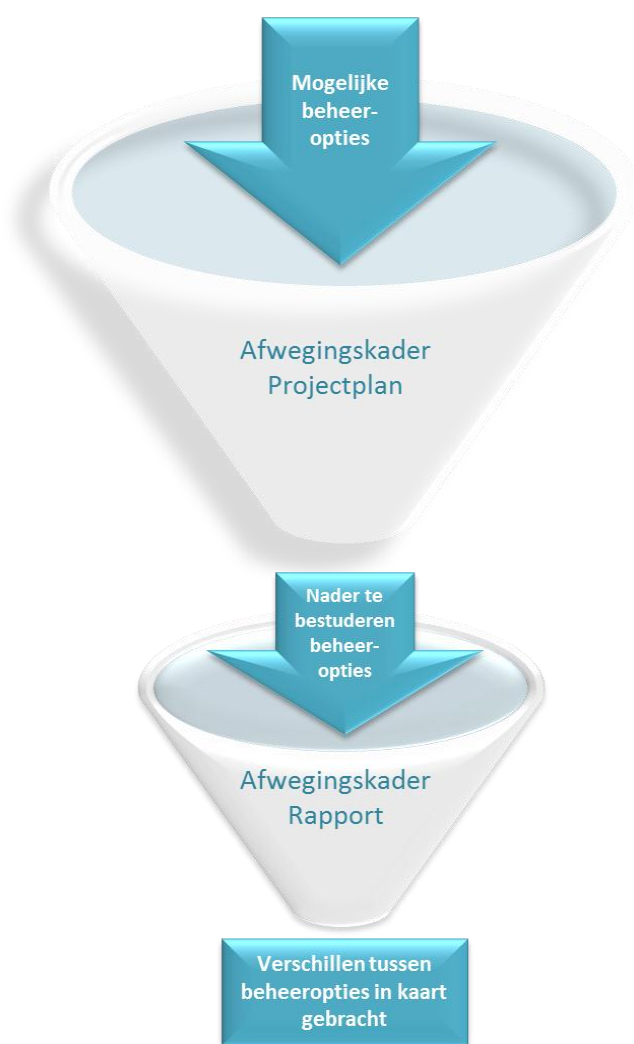 Mogelijke
beheer-
opties
Afwegingskader
Projectplan
Nader te
bestuderen
beheer-
opties
Afwegingskader
Rapport
Verschillen tussen
beheeropties in kaart
gebracht